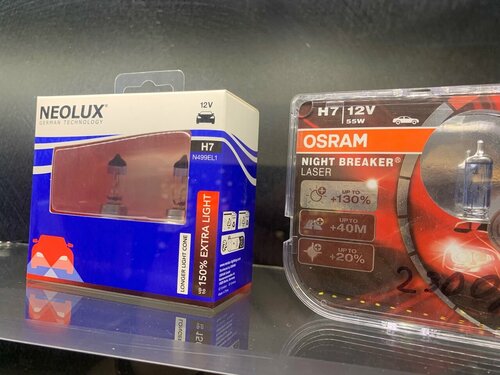 NEOLUX®
GERMAN TECHNOLOGY
12V
H7
N499EL1
LONGER LIGHT CONE
150% EXTRA LIGHT
H7 12V
55W
OSRAM
NIGHT BREAKER®
LASER
UP TO
+130%
UP TO
+40M
UP TO
+20%